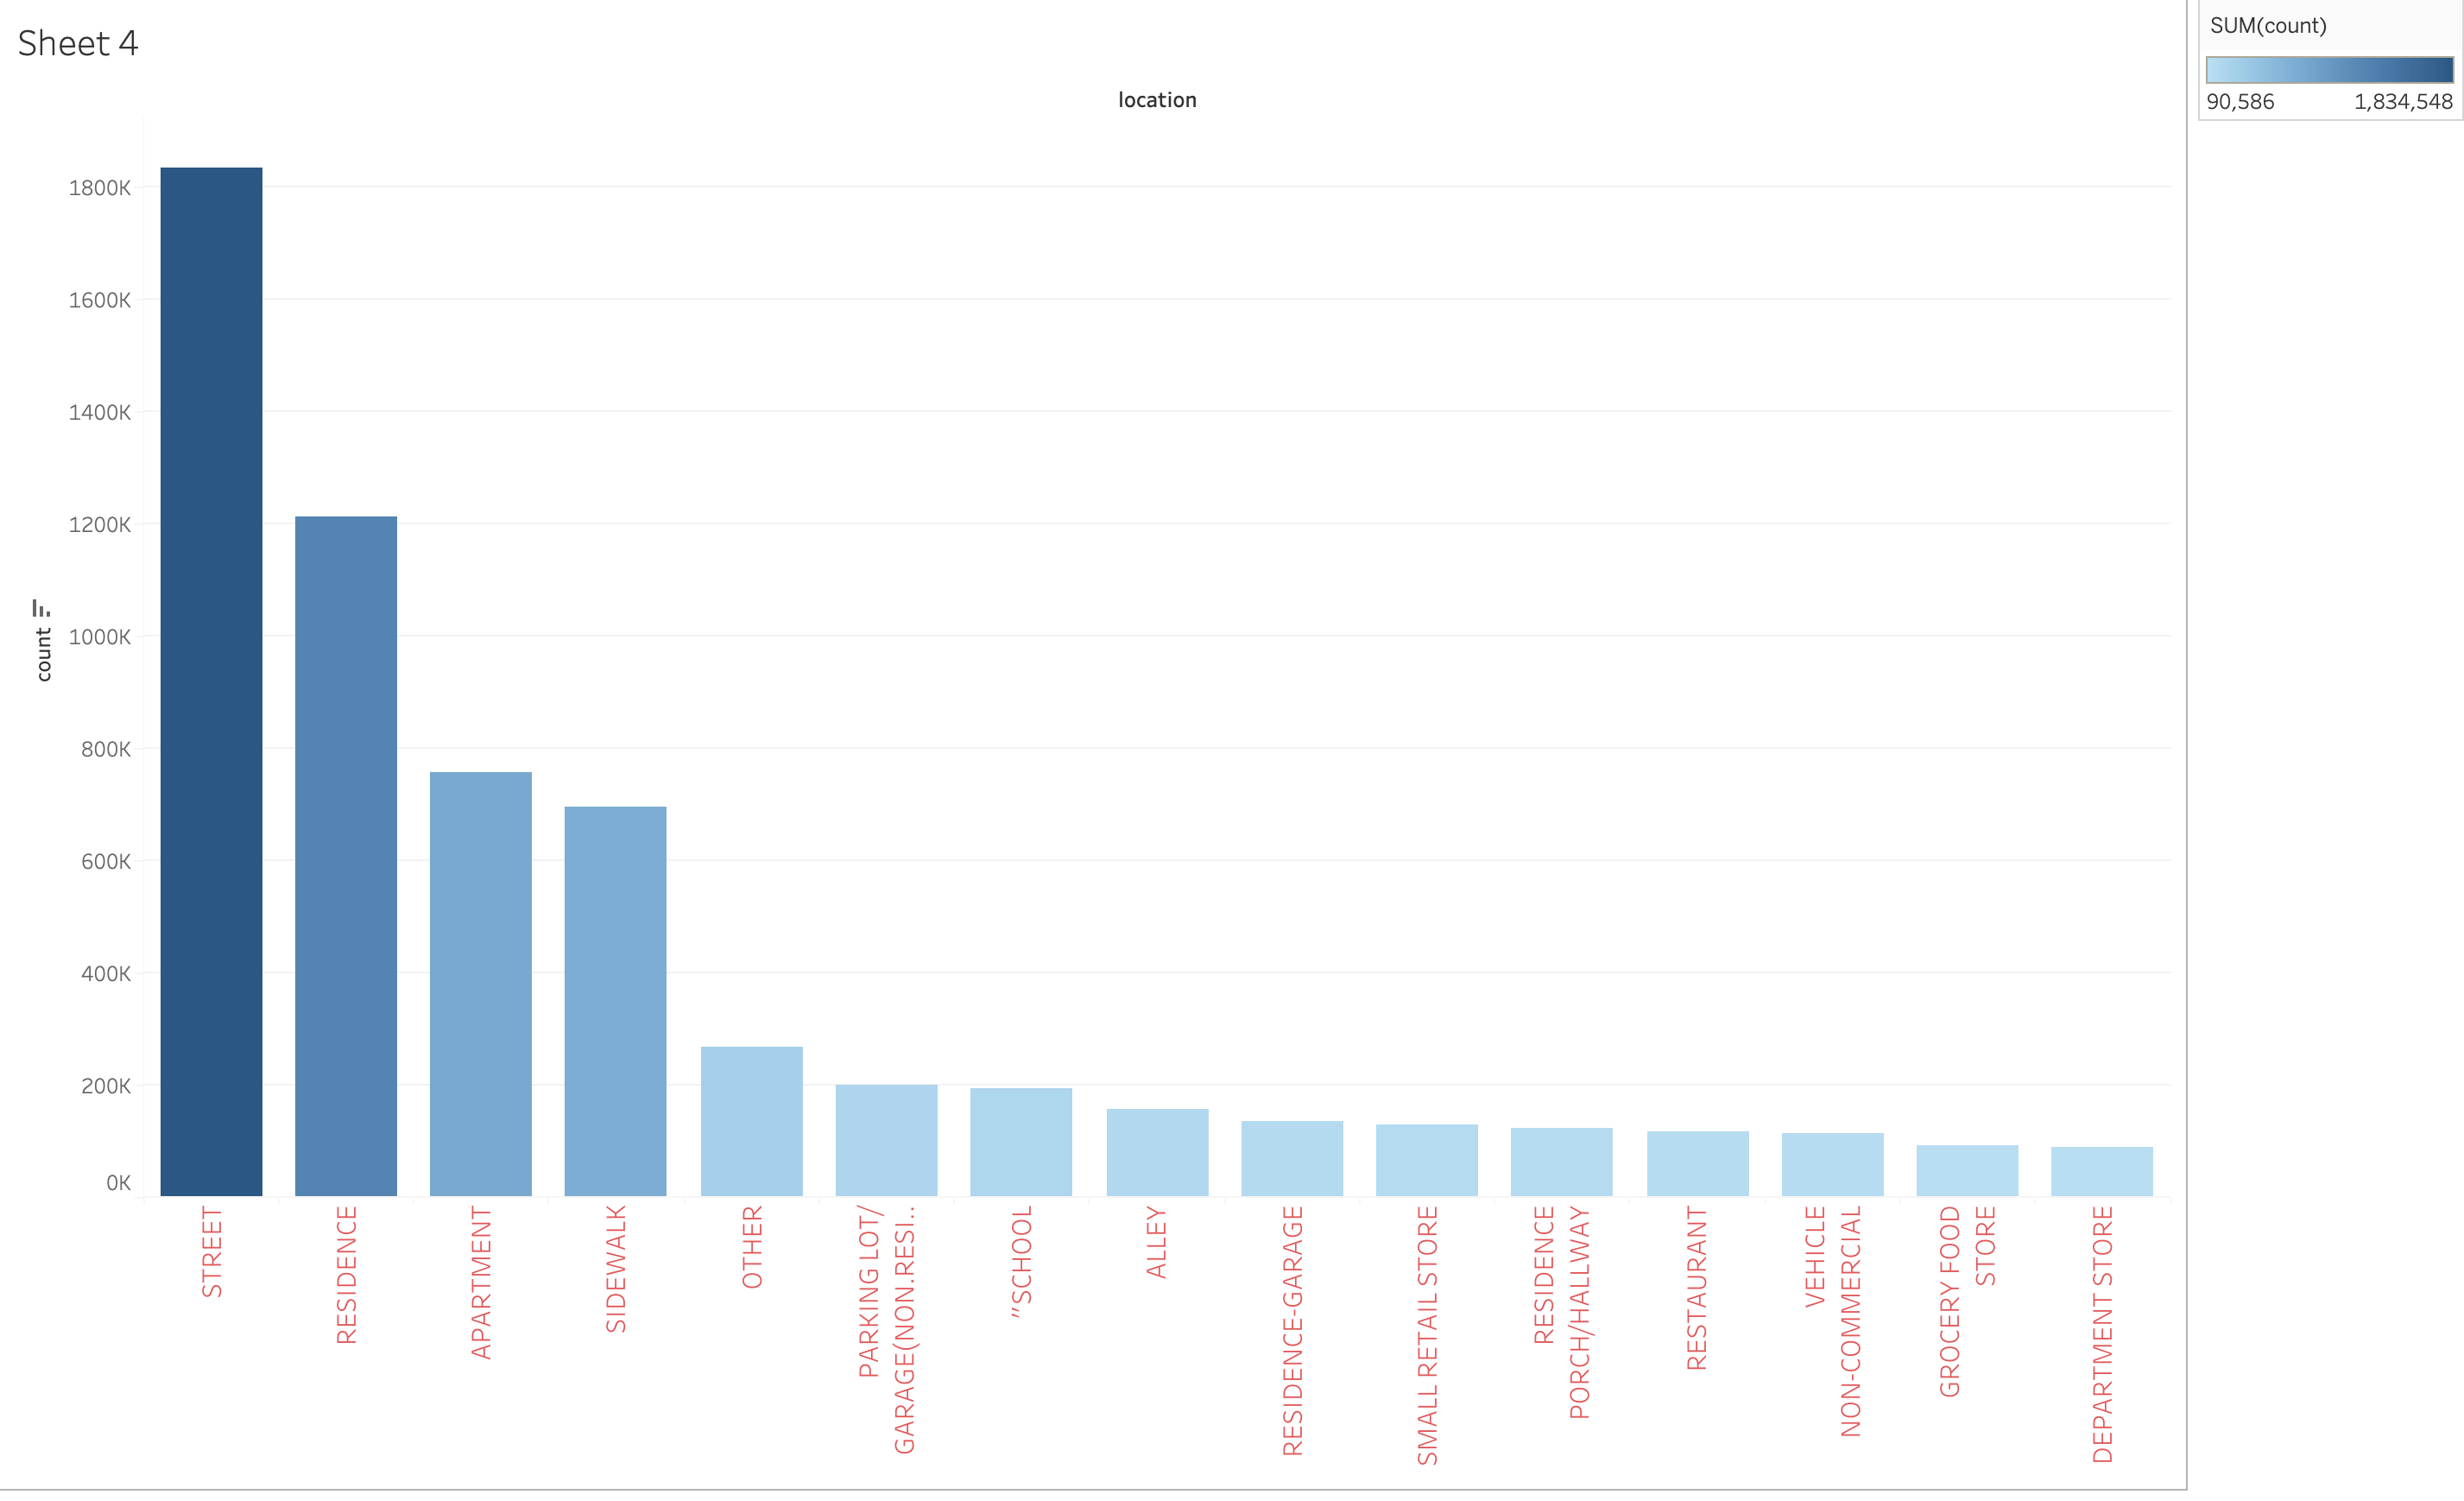 Sheet 4
SUM(count)
90,586
1,834,548
location
count
1800K
1600K
1400K
1200K
1000K
800K
600K
400K
200K
0K
STREET
RESIDENCE
APARTMENT
SIDEWALK
OTHER
PARKING LOT/
GARAGE(NON.RESI..
"SCHOOL
ALLEY
RESIDENCE-GARAGE
SMALL RETAIL STORE
RESIDENCE
PORCH/HALLWAY
RESTAURANT
VEHICLE
NON-COMMERCIAL
GROCERY FOOD
STORE
DEPARTMENT STORE